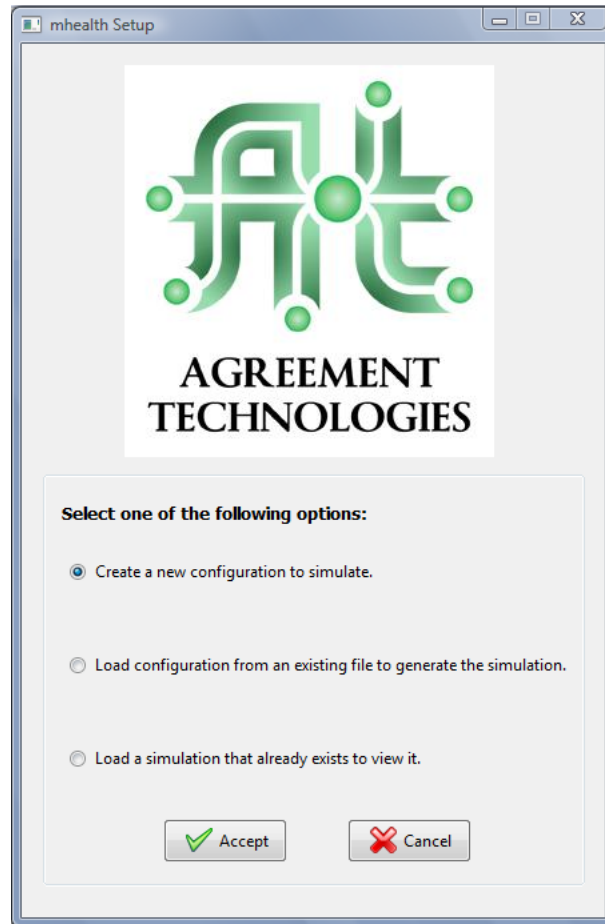 mhealth Setup
At
AGREEMENT
TECHNOLOGIES
Select one of the following options:
Create a new configuration to simulate.
Load configuration from an existing file to generate the simulation.
Load a simulation that already exists to view it.
Accept
Cancel